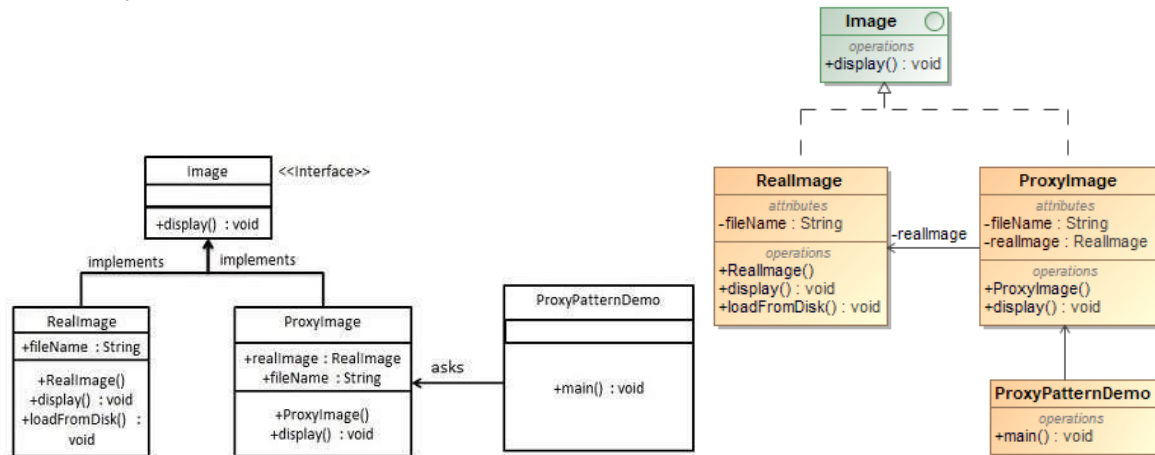 Image
<<Interface>>
+display() : void
implements
implements
RealImage
+fileName : String
+RealImage()
+display() : void
+loadFromDisk() :
void
ProxyImage
+realImage : RealImage
+fileName : String
+ProxyImage()
+display() : void
asks
ProxyPatternDemo
+main() : void
Image
operations
+display() : void
RealImage
attributes
-fileName : String
operations
+RealImage()
+display() : void
+loadFromDisk() : void
-realImage
ProxyImage
attributes
-fileName : String
-realImage : RealImage
operations
+ProxyImage()
+display() : void
ProxyPatternDemo
operations
+main() : void